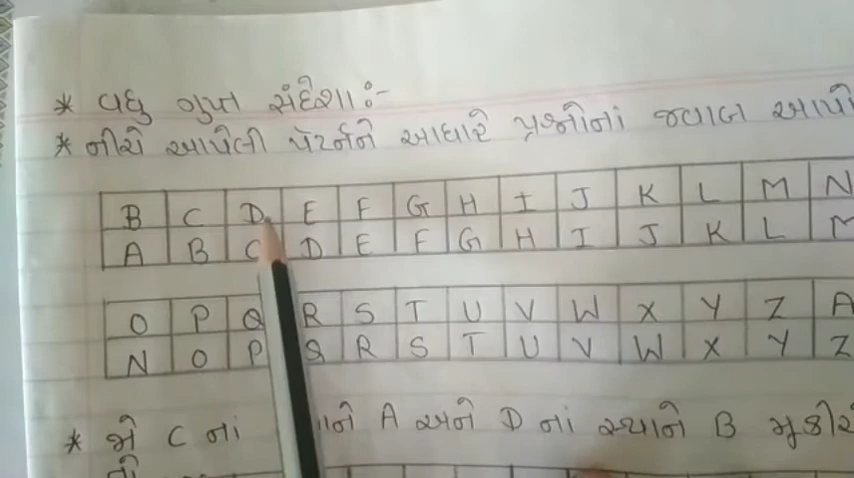 * વધુ ગુપ્ત સંદેશા :-
* નીચે આપેલી પેટર્નને આધારે પ્રશ્નોનાં જવાબ આપો
B C D E F G H I J K L M N
A B C D E F G H I J K L M
O P Q R S T U V W X Y Z A
N O P Q R S T U V W X Y Z
* જો C નાં અને D નાં સ્થાને B મૂકીએ